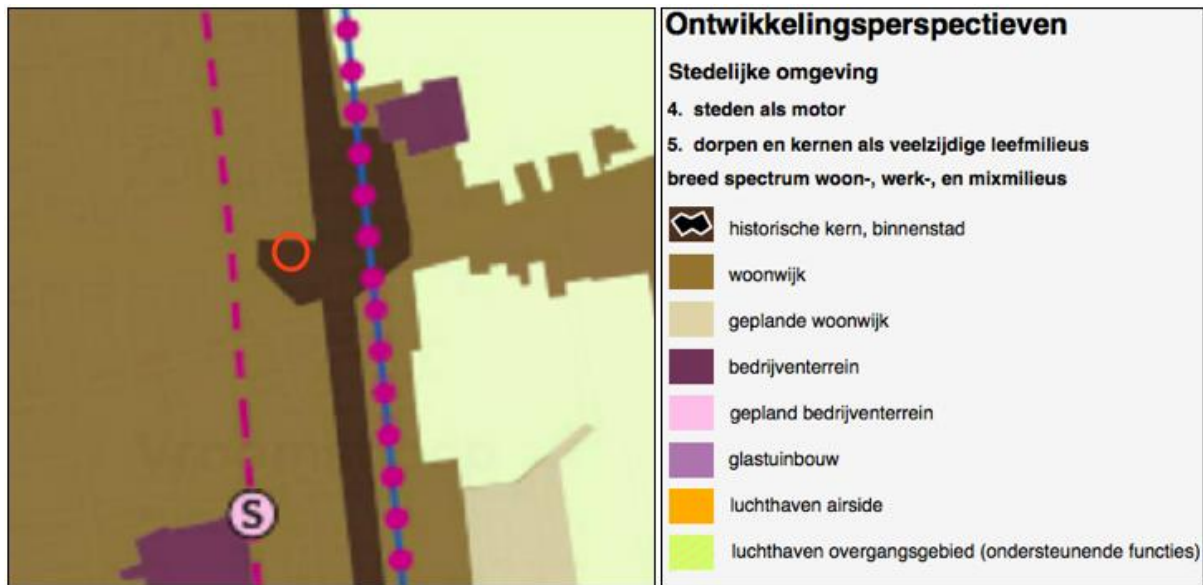 Ontwikkelingsperspectieven
Stedelijke omgeving
4. steden als motor
5. dorpen en kernen als veelzijdige leefmilieus
breed spectrum woon-, werk-, en mixmilieus
historische kern, binnenstad
woonwijk
geplande woonwijk
bedrijventerrein
gepland bedrijventerrein
glastuinbouw
luchthaven airside
luchthaven overgangsgebied (ondersteunende functies)
S